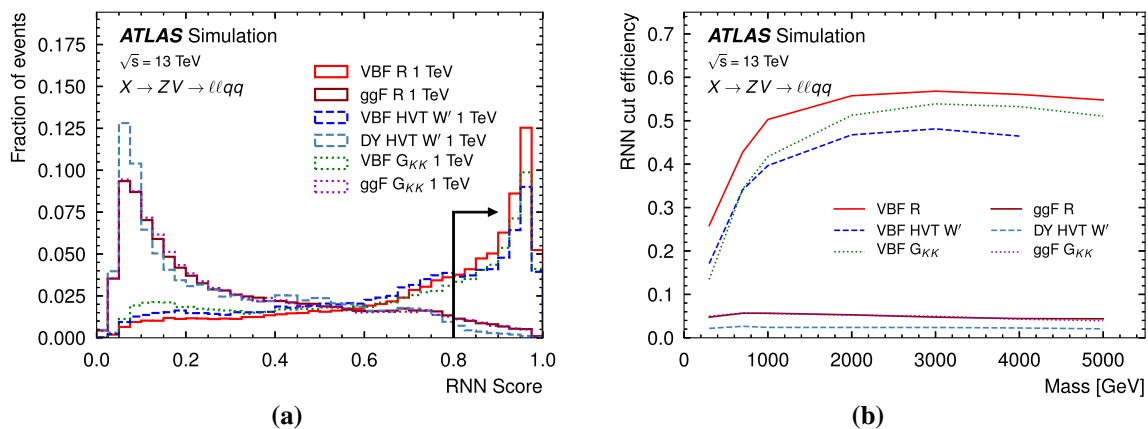 ATLAS Simulation
√s = 13 TeV
X → ZV → ℓℓqq
VBF R 1 TeV
ggF R 1 TeV
VBF HVT W′ 1 TeV
DY HVT W′ 1 TeV
VBF G_KK 1 TeV
ggF G_KK 1 TeV
Fraction of events
0.175
0.150
0.125
0.100
0.075
0.050
0.025
0.000
0.0 0.2 0.4 0.6 0.8 1.0
RNN Score
(a)
ATLAS Simulation
√s = 13 TeV
X → ZV → ℓℓqq
VBF R
VBF HVT W′
VBF G_KK
ggF R
DY HVT W′
ggF G_KK
RNN cut efficiency
0.7
0.6
0.5
0.4
0.3
0.2
0.1
0.0
0 1000 2000 3000 4000 5000
Mass [GeV]
(b)